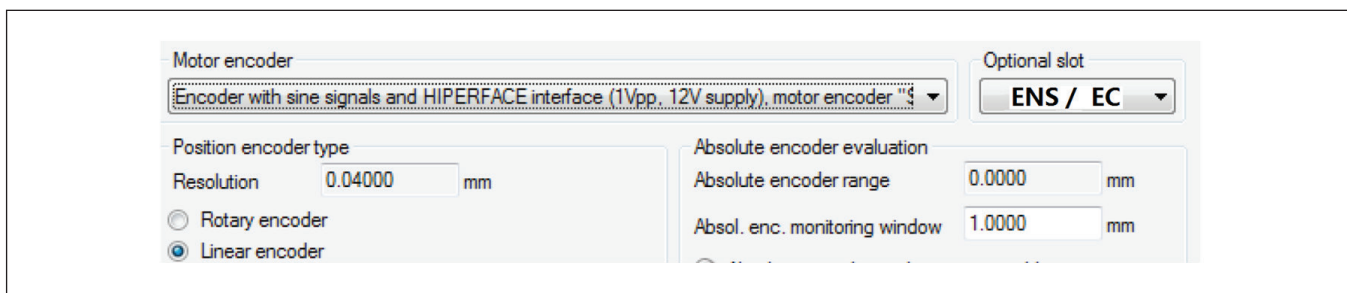 Motor encoder
Optional slot
Encoder with sine signals and HIPERFACE interface (1Vpp, 12V supply), motor encoder "S
ENS / EC
Position encoder type
Absolute encoder evaluation
Resolution 0.04000 mm
Absolute encoder range 0.0000 mm
Rotary encoder
Absol. enc. monitoring window 1.0000 mm
Linear encoder